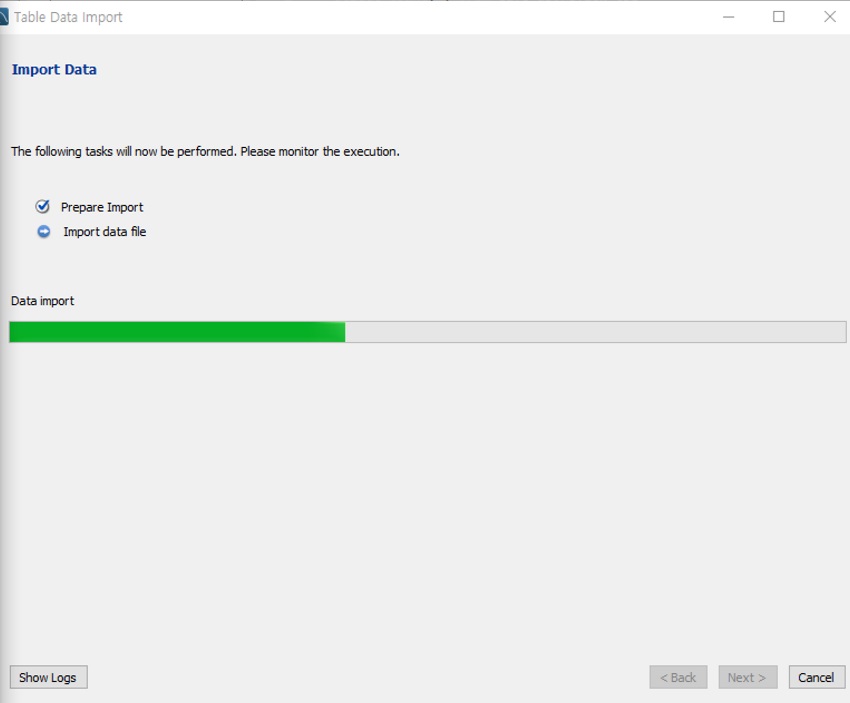 Table Data Import
Import Data
The following tasks will now be performed. Please monitor the execution.
Prepare Import
Import data file
Data import
Show Logs
< Back
Next >
Cancel